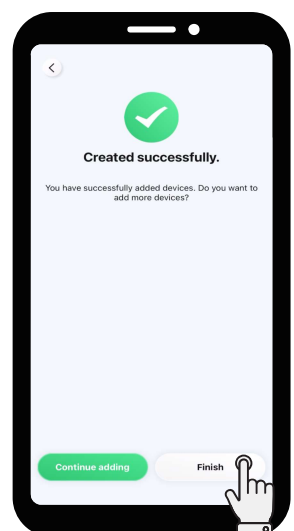 Created successfully.
You have successfully added devices. Do you want to
add more devices?
Continue adding
Finish